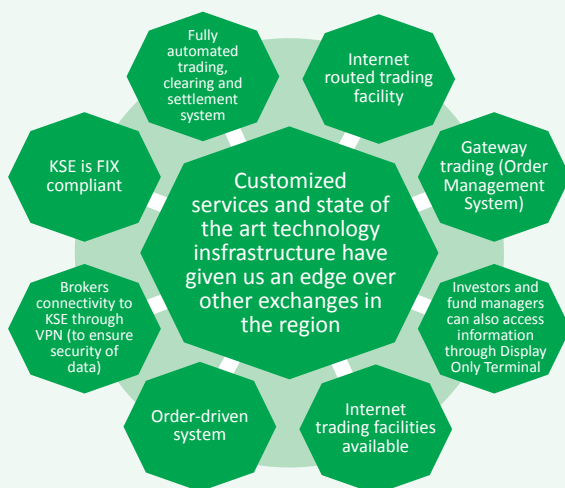 Fully
automated
trading,
clearing and
settlement
system
Internet
routed trading
facility
KSE is FIX
compliant
Gateway
trading (Order
Management
System)
Customized
services and state of
the art technology
insfrastructure have
given us an edge over
other exchanges in
the region
Brokers
connectivity to
KSE through
VPN (to ensure
security of
data)
Investors and
fund managers
can also access
information
through Display
Only Terminal
Order-driven
system
Internet
trading facilities
available